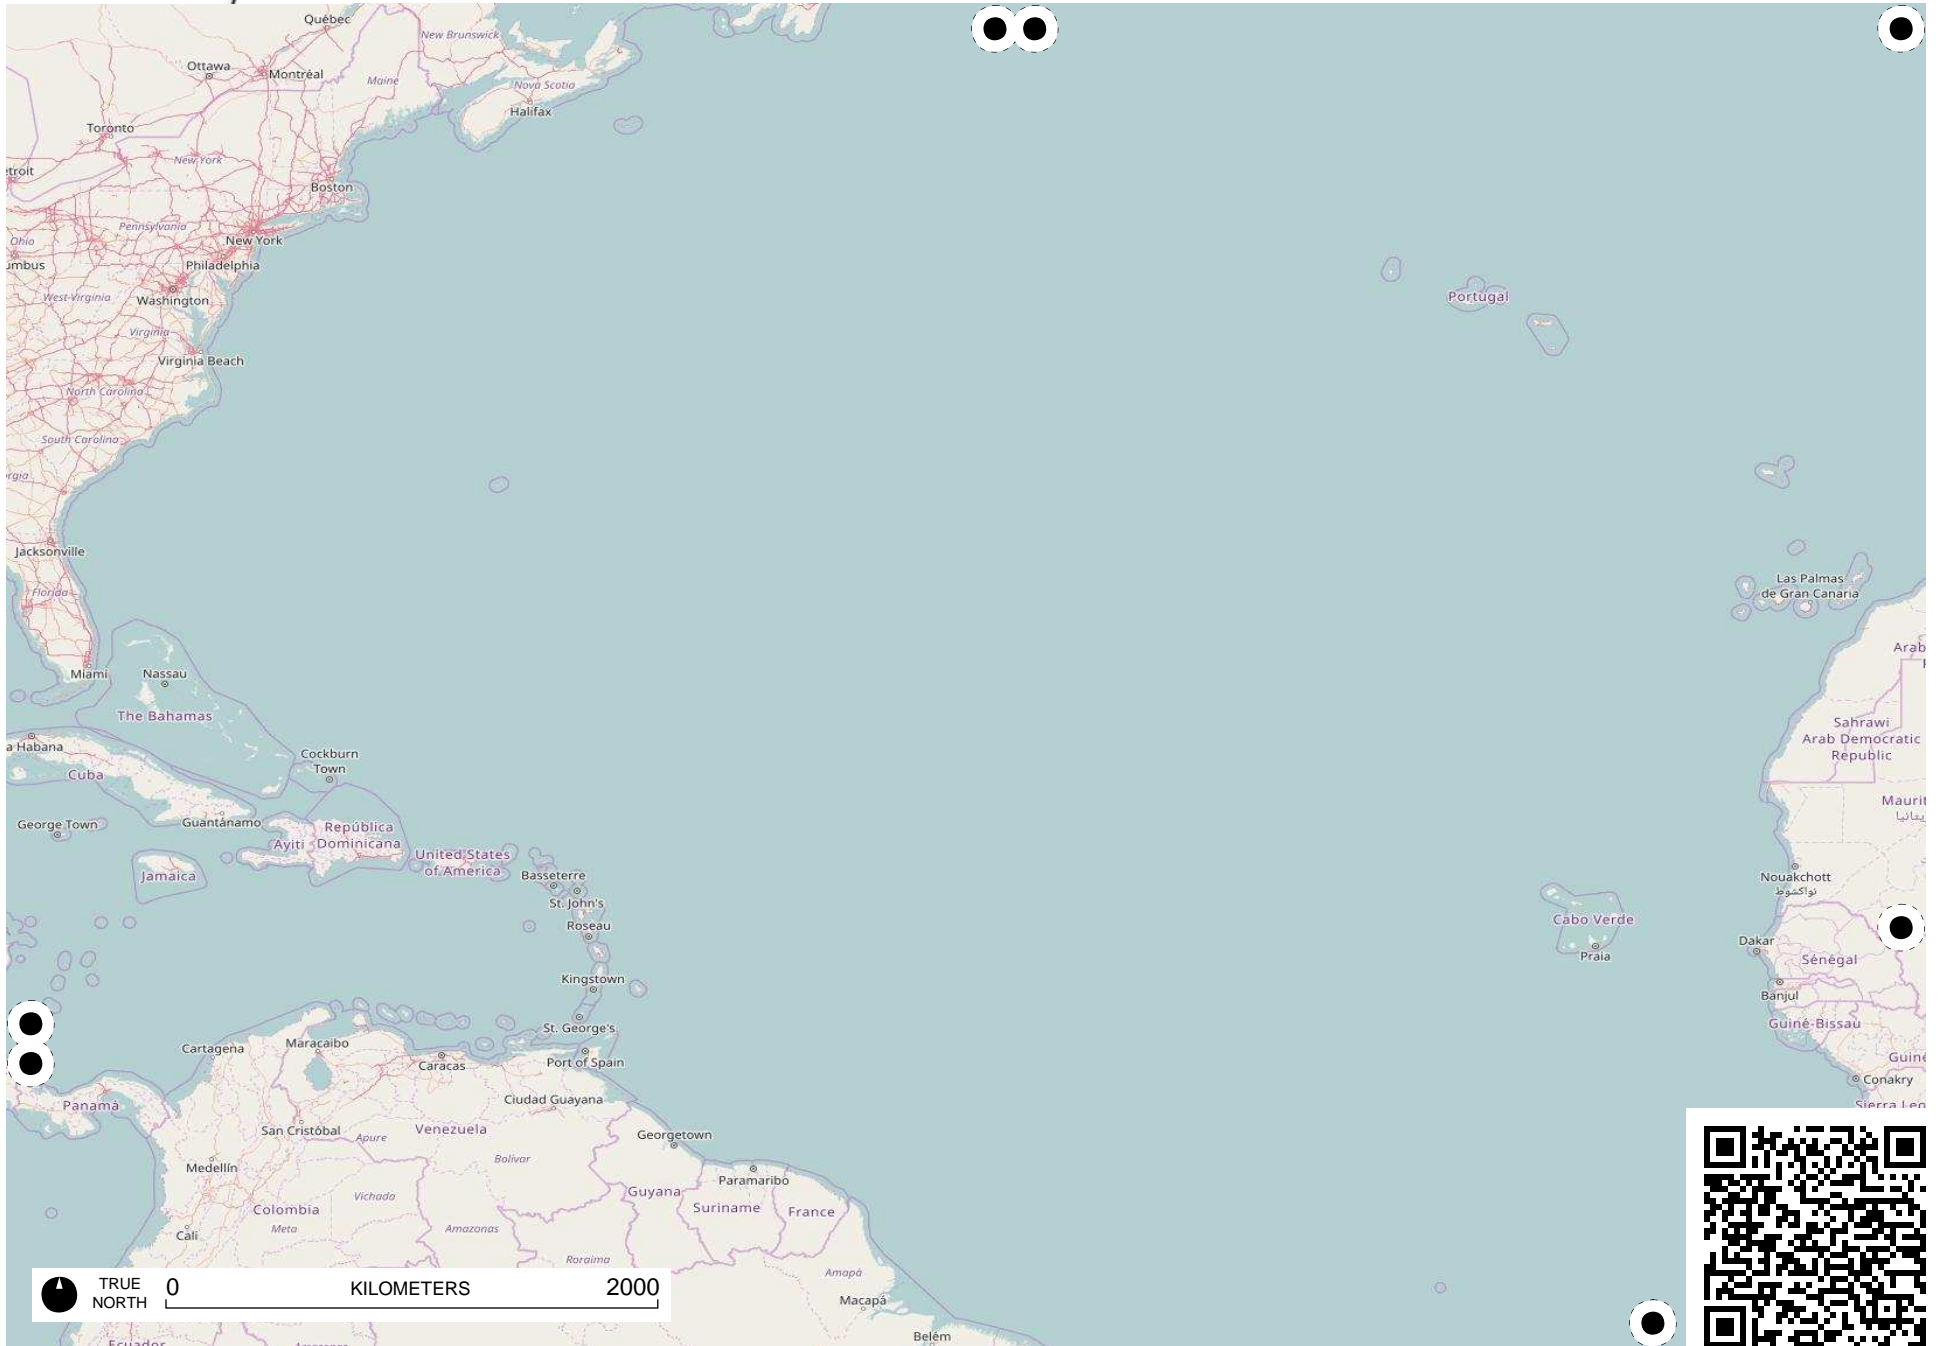 Québec
New Brunswick
Ottawa
Montréal
Maine
Nova Scotia
Halifax
Toronto
New York
etroit
Boston
Pennsylvania
New York
Ohio
umbus
Philadelphia
West Virginia
Washington
Portugal
Virginia
Virginia Beach
North Carolina
South Carolina
orgia
Jacksonville
Florida
Las Palmas
de Gran Canaria
Miami
Nassau
Arab
The Bahamas
Sahrawi
Arab Democratic
Republic
a Habana
Cockburn
Town
Cuba
Maurit
George Town
Guantánamo
República
Dominicana
Ayiti
United States
of America
Jamaica
Basseterre
Nouakchott
نواكشوط
St. John's
Roseau
Cabo Verde
Dakar
Praia
Sénégal
Kingstown
Banjul
St. George's
Guiné-Bissau
Cartagena
Maracaibo
Caracas
Port of Spain
Guine
Conakry
Panamá
Ciudad Guayana
Sierra Leo
San Cristóbal
Apure
Venezuela
Georgetown
Bolívar
Medellín
Paramaribo
Vichada
Guyana
Suriname
France
Colombia
Meta
Amazonas
Cali
Roraima
Amapá
TRUE
NORTH
0
KILOMETERS
2000
Macapá
Belém
Ecuador
Amazonas